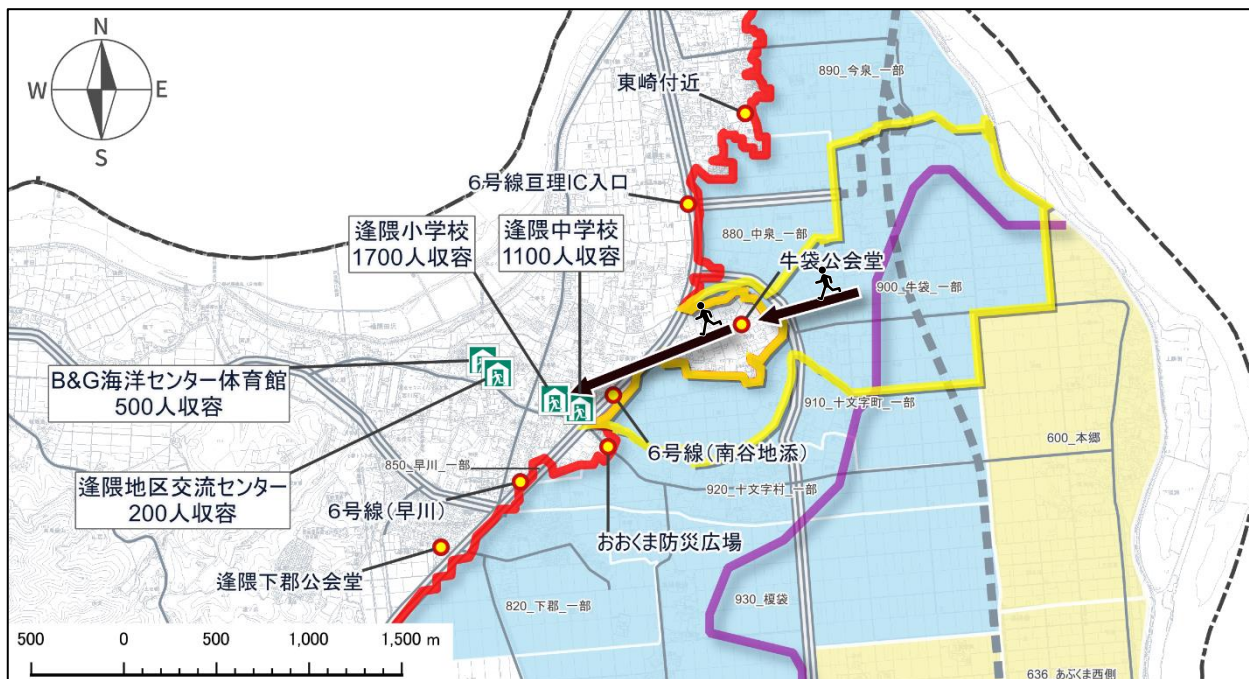 N
W
E
S
890_今泉_一部
東崎付近
6号線亘理IC入口
逢隈小学校
1700人収容
逢隈中学校
1100人収容
880_中泉_一部
牛袋公会堂
900_牛袋_一部
B&G海洋センター体育館
500人収容
910_十文字町_一部
600_本郷
6号線(南谷地添)
850_早川_一部
逢隈地区交流センター
200人収容
920_十文字村_一部
6号線(早川)
おおくま防災広場
逢隈下郡公会堂
820_下郡_一部
930_榎袋
500
0
500
1,000
1,500 m
636_あぶくま西側